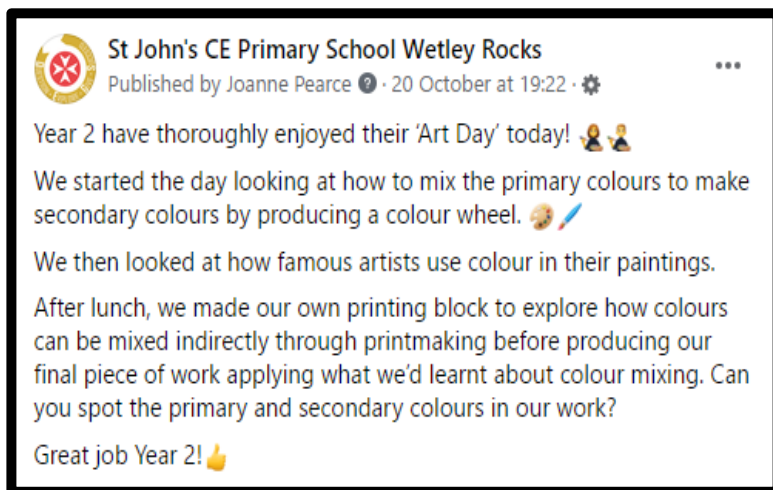 St John's CE Primary School Wetley Rocks
Published by Joanne Pearce · 20 October at 19:22 ·
Year 2 have thoroughly enjoyed their ‘Art Day’ today! 👩‍🎨👨‍🎨
We started the day looking at how to mix the primary colours to make
secondary colours by producing a colour wheel. 🎨🖌️
We then looked at how famous artists use colour in their paintings.
After lunch, we made our own printing block to explore how colours
can be mixed indirectly through printmaking before producing our
final piece of work applying what we’d learnt about colour mixing. Can
you spot the primary and secondary colours in our work?
Great job Year 2!👍